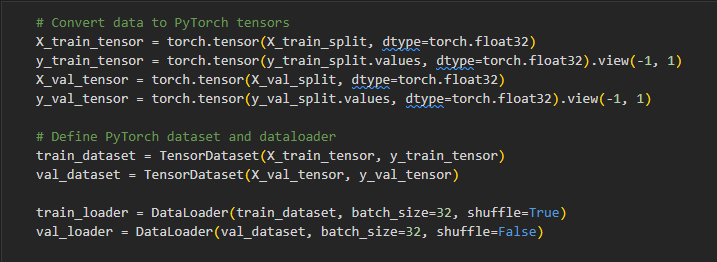 # Convert data to PyTorch tensors
X_train_tensor = torch.tensor(X_train_split, dtype=torch.float32)
y_train_tensor = torch.tensor(y_train_split.values, dtype=torch.float32).view(-1, 1)
X_val_tensor = torch.tensor(X_val_split, dtype=torch.float32)
y_val_tensor = torch.tensor(y_val_split.values, dtype=torch.float32).view(-1, 1)
# Define PyTorch dataset and dataloader
train_dataset = TensorDataset(X_train_tensor, y_train_tensor)
val_dataset = TensorDataset(X_val_tensor, y_val_tensor)
train_loader = DataLoader(train_dataset, batch_size=32, shuffle=True)
val_loader = DataLoader(val_dataset, batch_size=32, shuffle=False)